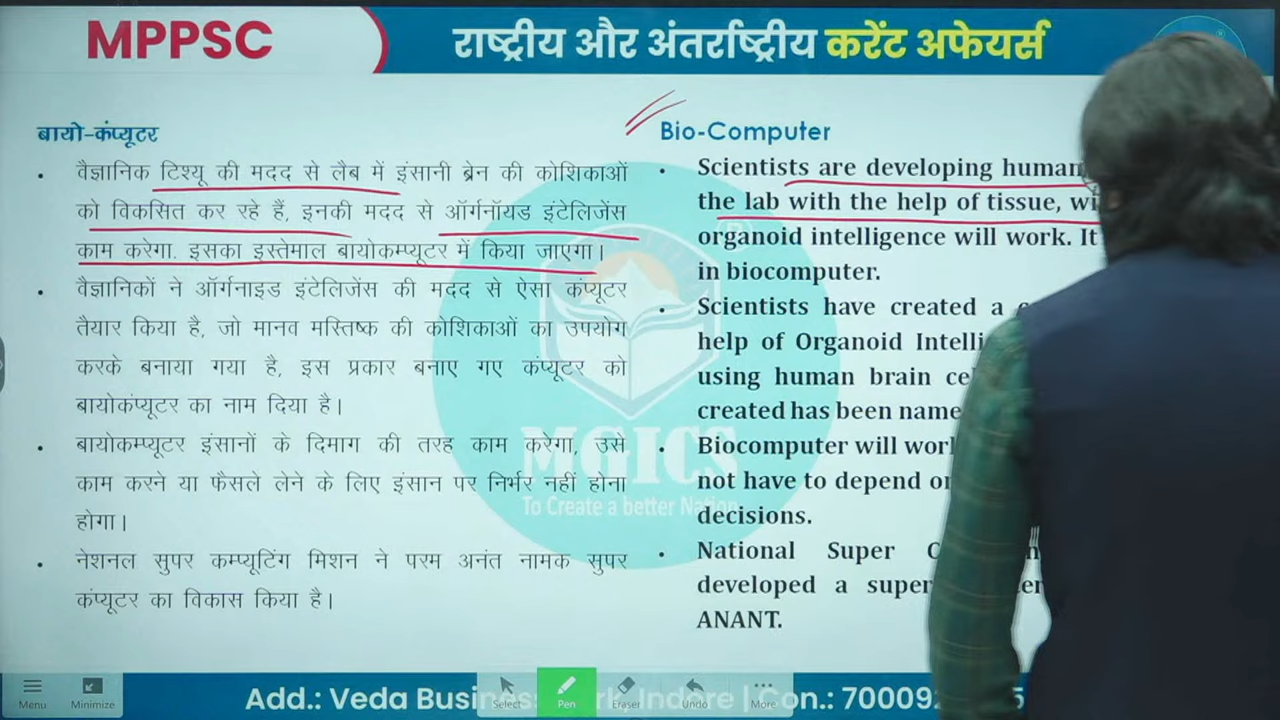 MPPSC
राष्ट्रीय और अंतर्राष्ट्रीय करेंट अफेयर्स
बायो-कंप्यूटर
• वैज्ञानिक टिश्यू की मदद से लैब में इंसानी ब्रेन की कोशिकाओं
को विकसित कर रहे हैं, इनकी मदद से ऑर्गनॉयड इंटेलिजेंस
काम करेगा. इसका इस्तेमाल बायोकम्प्यूटर में किया जाएगा।
• वैज्ञानिकों ने ऑर्गनाइड इंटेलिजेंस की मदद से ऐसा कंप्यूटर
तैयार किया है, जो मानव मस्तिष्क की कोशिकाओं का उपयोग
करके बनाया गया है, इस प्रकार बनाए गए कंप्यूटर को
बायोकंप्यूटर का नाम दिया है।
• बायोकम्प्यूटर इंसानों के दिमाग की तरह काम करेगा, उसे
काम करने या फैसले लेने के लिए इंसान पर निर्भर नहीं होना
होगा।
• नेशनल सुपर कम्प्यूटिंग मिशन ने परम अनंत नामक सुपर
कंप्यूटर का विकास किया है।
Bio-Computer
• Scientists are developing human
the lab with the help of tissue,
organoid intelligence will work. It
in biocomputer.
• Scientists have created a
help of Organoid
using human brain
created has been
• Biocomputer will
not have to depend
decisions.
• National Super
developed a super
ANANT.
MGICS
To Create a better Nation
Add.: Veda Indore | Con.:
Menu
Minimize
Select
Pen
Eraser
Undo
More